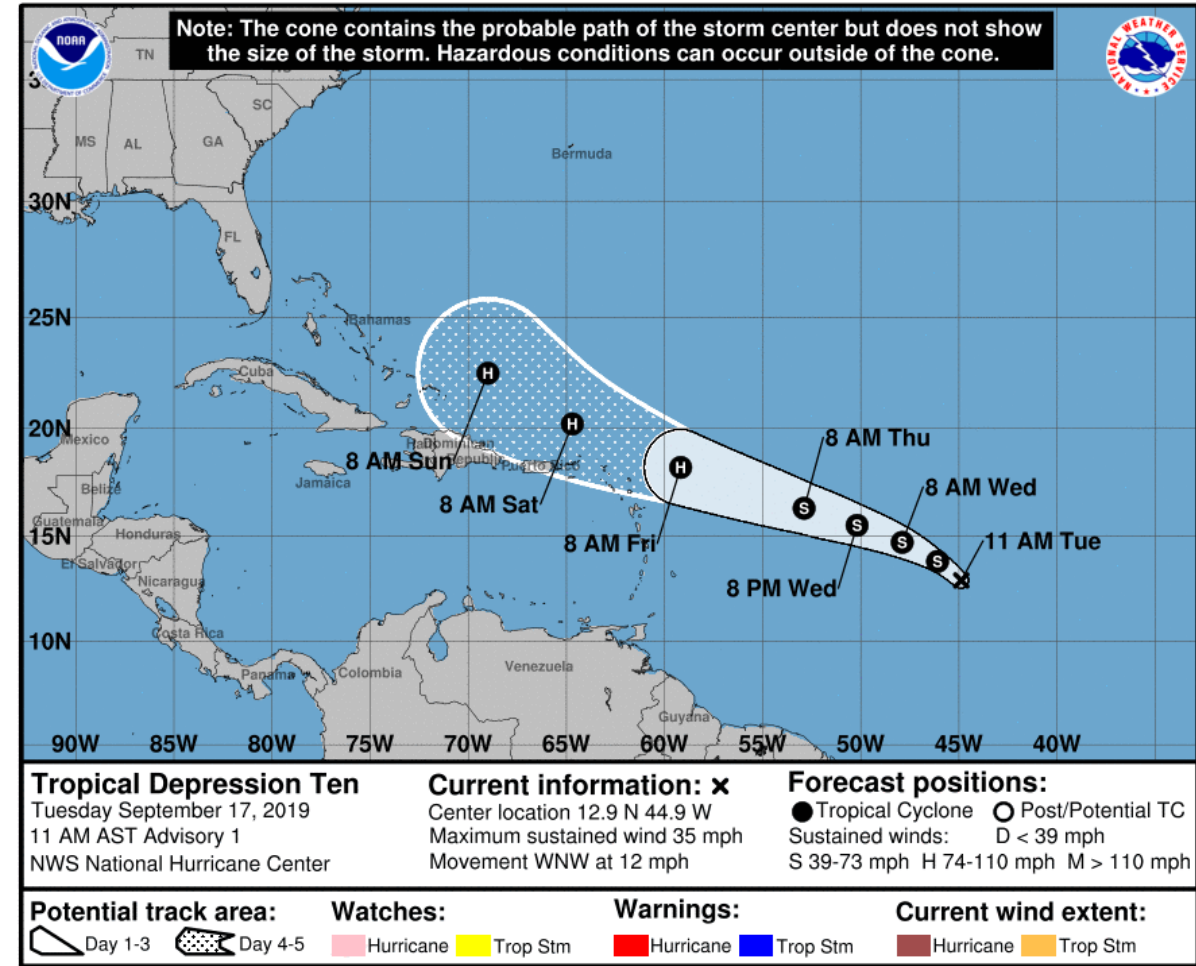 Note: The cone contains the probable path of the storm center but does not show
the size of the storm. Hazardous conditions can occur outside of the cone.
NOAA
NATIONAL WEATHER SERVICE
TN
SC
MS
AL
GA
Bermuda
30N
FL
25N
Bahamas
Cuba
20N
Mexico
8 AM Thu
Dominican
Republic
Puerto Rico
8 AM Sun
Jamaica
Belize
8 AM Sat
8 AM Wed
Guatemala
15N
Honduras
8 AM Fri
11 AM Tue
El Salvador
Nicaragua
8 PM Wed
H
H
H
S
S
S
S
Costa Rica
10N
Panama
Colombia
Venezuela
Guyana
90W 85W 80W 75W 70W 65W 60W 55W 50W 45W 40W
Tropical Depression Ten
Tuesday September 17, 2019
11 AM AST Advisory 1
NWS National Hurricane Center
Current information: ×
Center location 12.9 N 44.9 W
Maximum sustained wind 35 mph
Movement WNW at 12 mph
Forecast positions:
Tropical Cyclone Post/Potential TC
Sustained winds: D < 39 mph
S 39-73 mph H 74-110 mph M > 110 mph
Potential track area:
Day 1-3 Day 4-5
Watches:
Hurricane Trop Stm
Warnings:
Hurricane Trop Stm
Current wind extent:
Hurricane Trop Stm